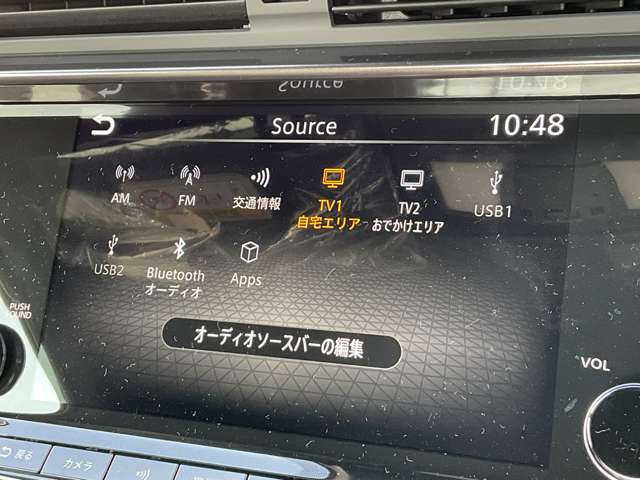 Source 10:48
AM FM 交通情報 TV1 TV2 USB1
自宅エリア おでかけエリア
USB2 Bluetooth Apps
オーディオ
オーディオソースバーの編集
PUSH
SOUND
VOL
戻る カメラ